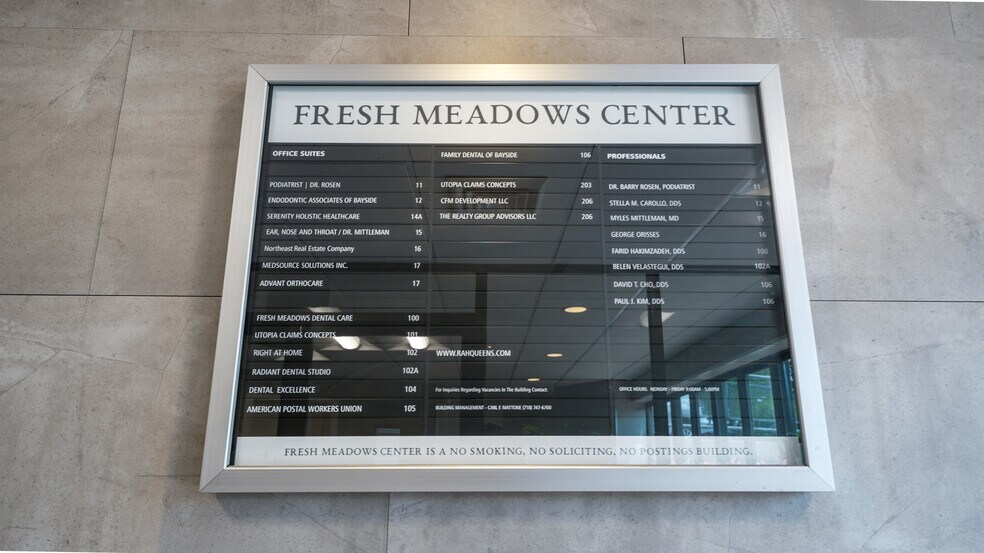 FRESH MEADOWS CENTER
OFFICE SUITES
PODIATRIST | DR. ROSEN 11
ENDODONTIC ASSOCIATES OF BAYSIDE 12
SERENITY HOLISTIC HEALTHCARE 14A
EAR, NOSE AND THROAT / DR. MITTLEMAN 15
Northeast Real Estate Company 16
MEDSOURCE SOLUTIONS INC. 17
ADVANT ORTHOCARE 17
FRESH MEADOWS DENTAL CARE 100
UTOPIA CLAIMS CONCEPTS 101
RIGHT AT HOME 102
RADIANT DENTAL STUDIO 102A
DENTAL EXCELLENCE 104
AMERICAN POSTAL WORKERS UNION 105
FAMILY DENTAL OF BAYSIDE 106
UTOPIA CLAIMS CONCEPTS 203
CFM DEVELOPMENT LLC 206
THE REALTY GROUP ADVISORS LLC 206
WWW.RAHQUEENS.COM
For Inquiries Regarding Vacancies In The Building Contact:
BUILDING MANAGEMENT - CARL F. MATTONE (718) 747-6700
PROFESSIONALS
DR. BARRY ROSEN, PODIATRIST 11
STELLA M. CAROLLO, DDS 12
MYLES MITTLEMAN, MD 15
GEORGE ORISSES 16
FARID HAKIMZADEH, DDS 100
BELEN VELASTEGUI, DDS 102A
DAVID T. CHO, DDS 106
PAUL J. KIM, DDS 106
OFFICE HOURS: MONDAY - FRIDAY 9:00AM - 5:00PM
FRESH MEADOWS CENTER IS A NO SMOKING, NO SOLICITING, NO POSTINGS BUILDING.